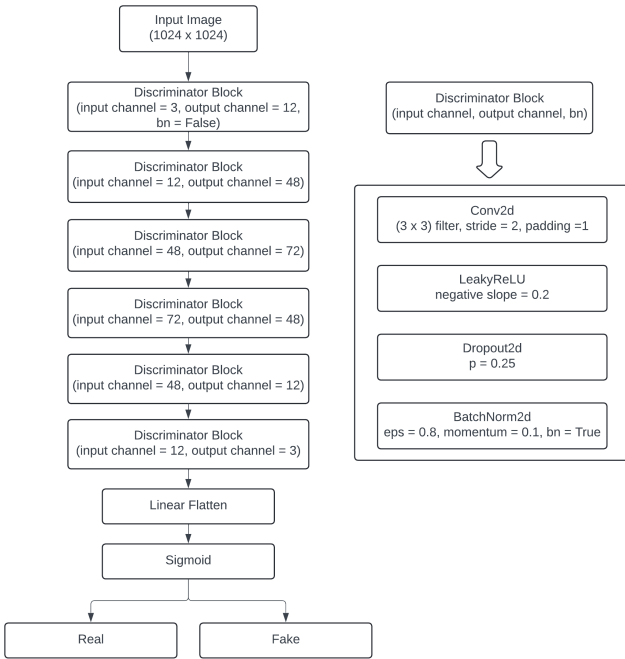 Input Image
(1024 x 1024)
Discriminator Block
(input channel = 3, output channel = 12,
bn = False)
Discriminator Block
(input channel = 12, output channel = 48)
Discriminator Block
(input channel = 48, output channel = 72)
Discriminator Block
(input channel = 72, output channel = 48)
Discriminator Block
(input channel = 48, output channel = 12)
Discriminator Block
(input channel = 12, output channel = 3)
Linear Flatten
Sigmoid
Real
Fake
Discriminator Block
(input channel, output channel, bn)
Conv2d
(3 x 3) filter, stride = 2, padding =1
LeakyReLU
negative slope = 0.2
Dropout2d
p = 0.25
BatchNorm2d
eps = 0.8, momentum = 0.1, bn = True